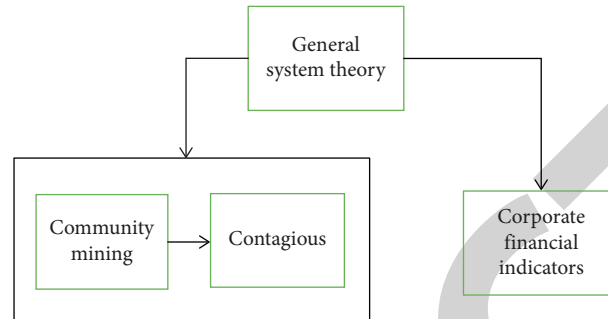 General
system theory
Community
mining
Contagious
Corporate
financial
indicators